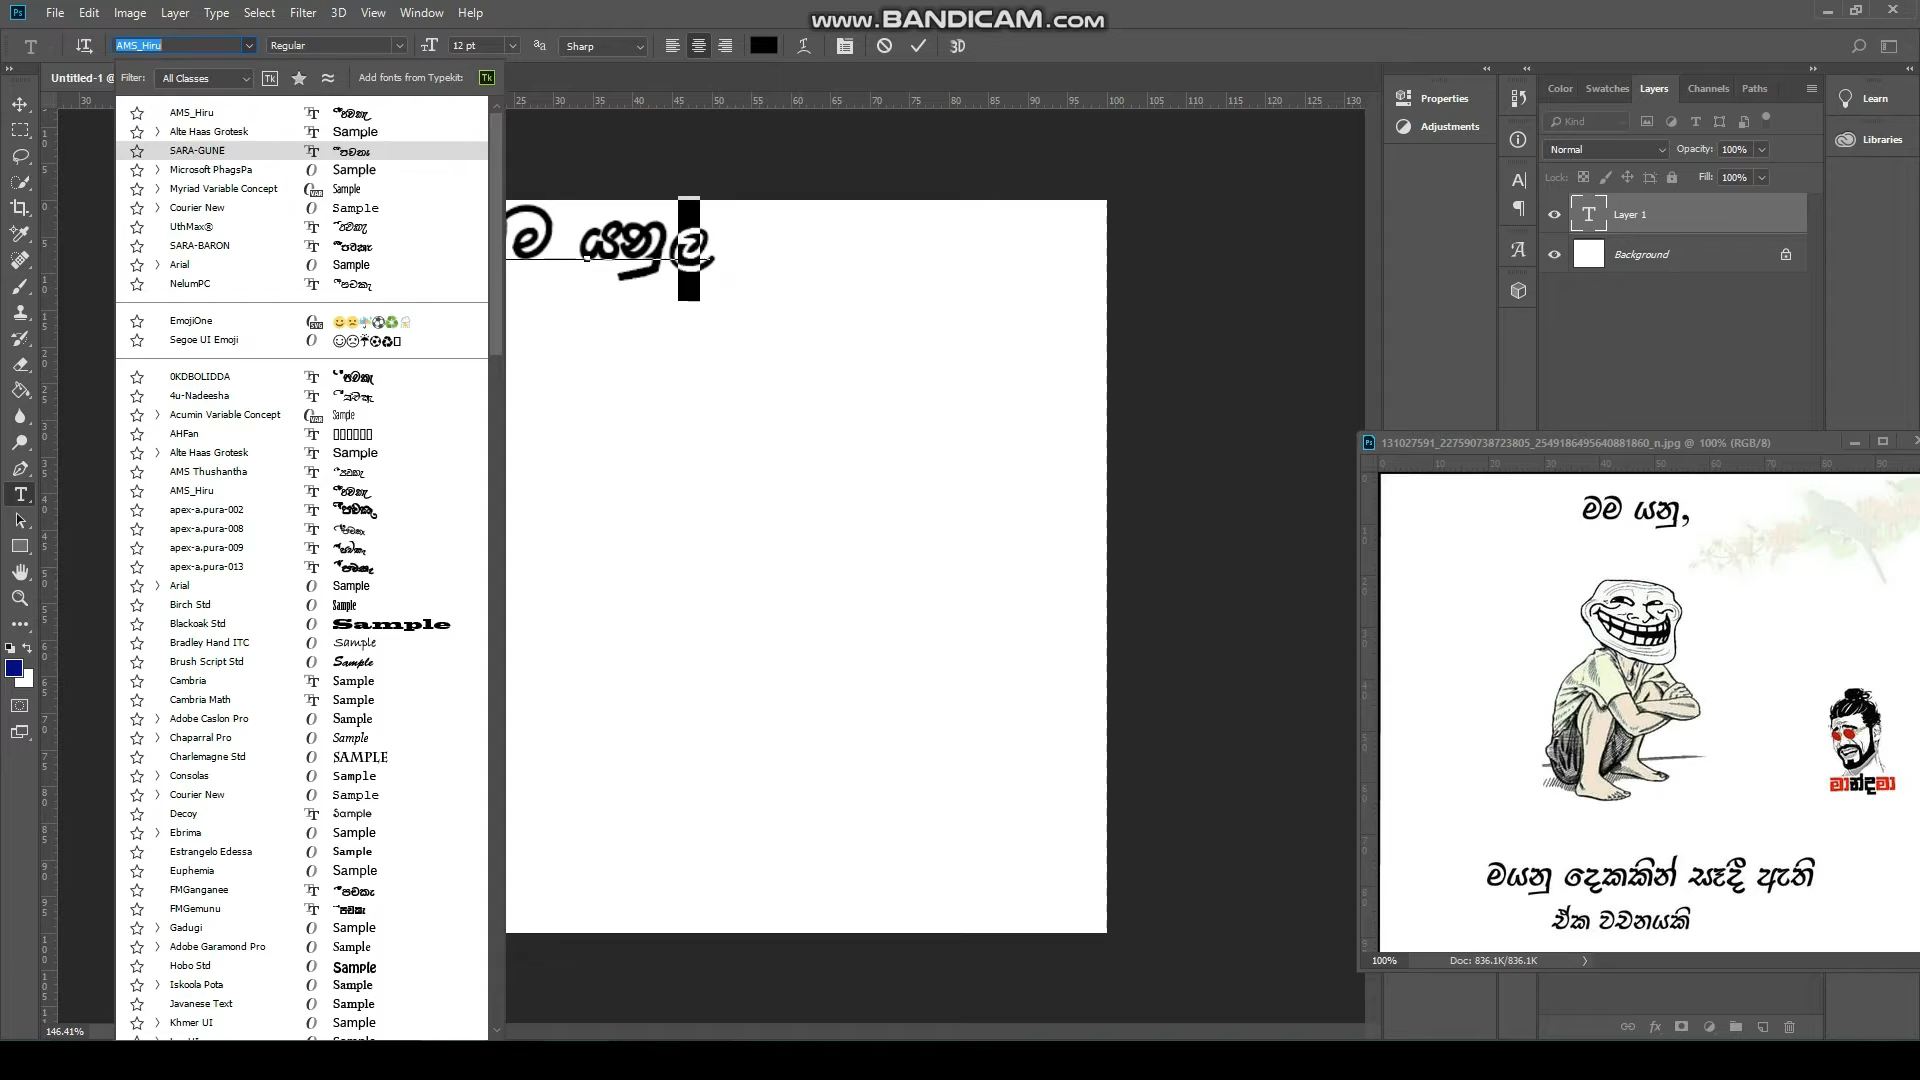 File Edit Image Layer Type Select Filter 3D View Window Help
www.BANDICAM.com
AMS_Hiru Regular 12 pt Sharp 3D
Untitled-1 @
Filter: All Classes Tk Add fonts from Typekit: Tk
AMS_Hiru
Alte Haas Grotesk Sample
SARA-GUNE
Microsoft PhagsPa Sample
Myriad Variable Concept Sample
Courier New Sample
UthMax®
SARA-BARON
Arial Sample
NelumPC
EmojiOne
Segoe UI Emoji
0KDBOLIDDA
4u-Nadeesha
Acumin Variable Concept Sample
AHFan
Alte Haas Grotesk Sample
AMS Thushantha
AMS_Hiru
apex-a.pura-002
apex-a.pura-008
apex-a.pura-009
apex-a.pura-013
Arial Sample
Birch Std Sample
Blackoak Std Sample
Bradley Hand ITC Sample
Brush Script Std Sample
Cambria Sample
Cambria Math Sample
Adobe Caslon Pro Sample
Chaparral Pro Sample
Charlemagne Std SAMPLE
Consolas Sample
Courier New Sample
Decoy Sample
Ebrima Sample
Estrangelo Edessa Sample
Euphemia Sample
FMGanganee
FMGemunu
Gadugi Sample
Adobe Garamond Pro Sample
Hobo Std Sample
Iskoola Pota Sample
Javanese Text Sample
Khmer UI Sample
146.41%
ම යනුල
Properties
Adjustments
Color Swatches Layers Channels Paths
Kind
Normal Opacity: 100%
Lock: Fill: 100%
Layer 1
Background
Learn
Libraries
131027591_227590738723805_2549186495640881860_n.jpg @ 100% (RGB/8)
මම යනු,
මාන්දමා
මයනු දෙකකින් සෑදී ඇති
ඒක වචනයකි
100% Doc: 836.1K/836.1K